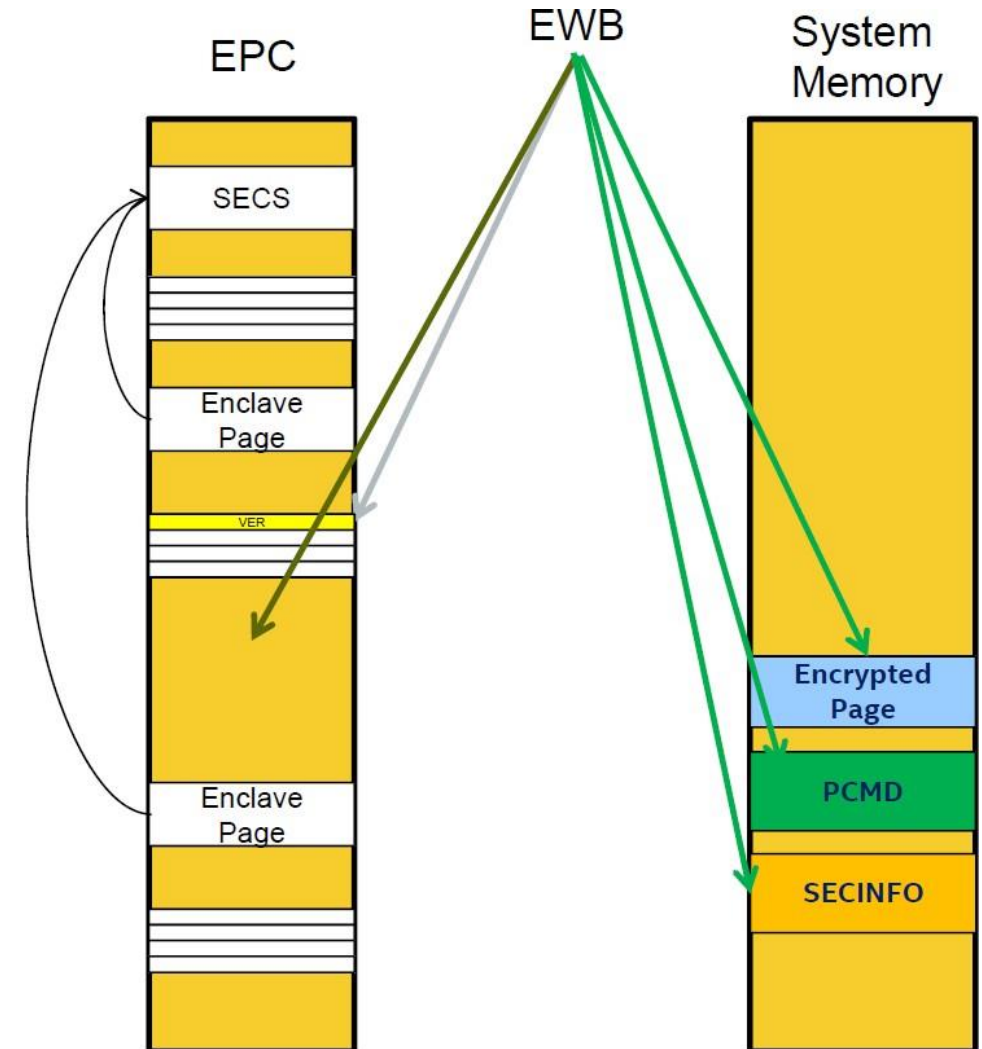 EPC
EWB
System
Memory
SECS
Enclave
Page
VER
Enclave
Page
Encrypted
Page
PCMD
SECINFO